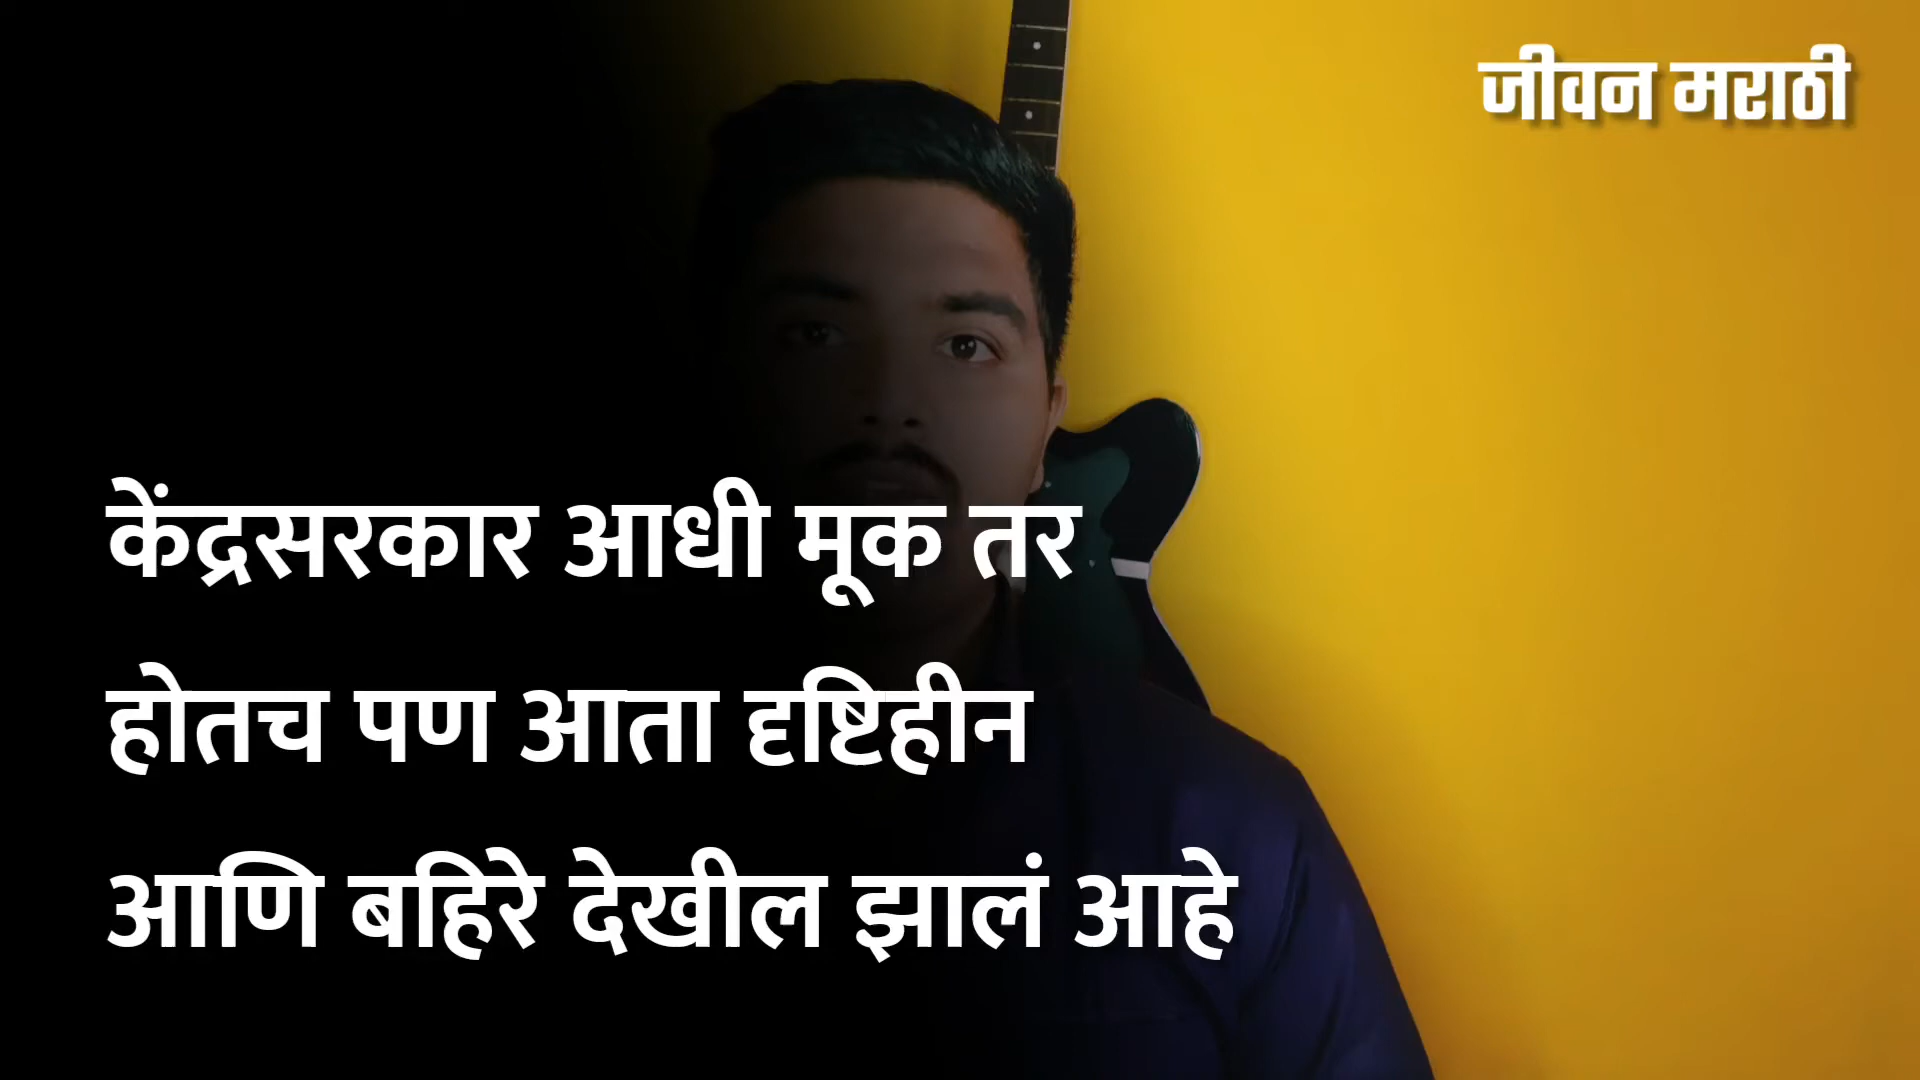 जीवन मराठी
केंद्रसरकार आधी मूक तर
होतच पण आता दृष्टिहीन
आणि बहिरे देखील झालं आहे